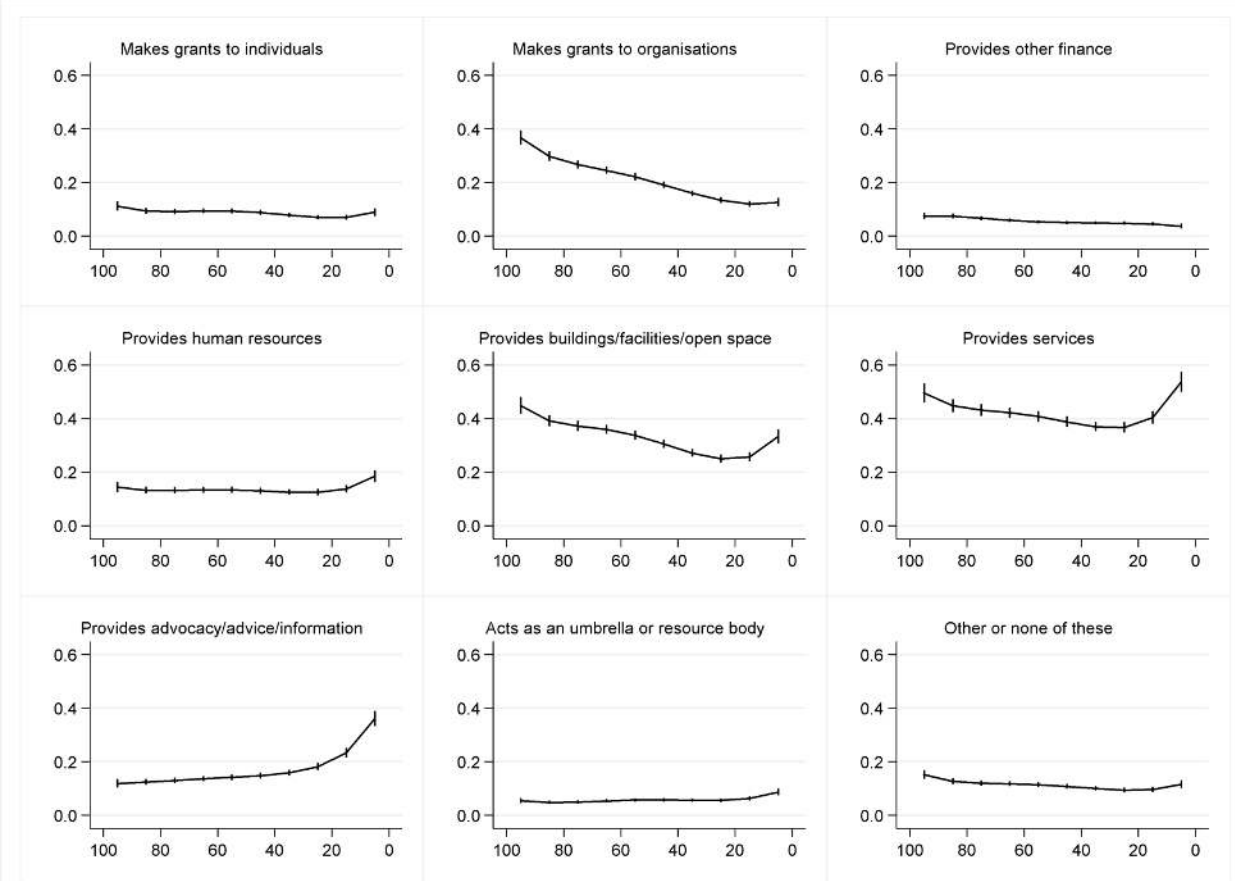 Makes grants to individuals
0.6
0.4
0.2
0.0
100 80 60 40 20 0
Makes grants to organisations
0.6
0.4
0.2
0.0
100 80 60 40 20 0
Provides other finance
0.6
0.4
0.2
0.0
100 80 60 40 20 0
Provides human resources
0.6
0.4
0.2
0.0
100 80 60 40 20 0
Provides buildings/facilities/open space
0.6
0.4
0.2
0.0
100 80 60 40 20 0
Provides services
0.6
0.4
0.2
0.0
100 80 60 40 20 0
Provides advocacy/advice/information
0.6
0.4
0.2
0.0
100 80 60 40 20 0
Acts as an umbrella or resource body
0.6
0.4
0.2
0.0
100 80 60 40 20 0
Other or none of these
0.6
0.4
0.2
0.0
100 80 60 40 20 0